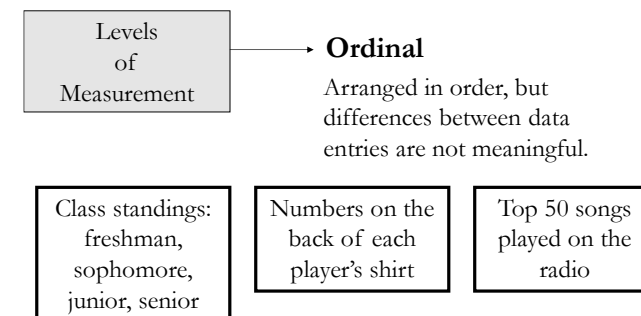 Levels
of
Measurement
Ordinal
Arranged in order, but
differences between data
entries are not meaningful.
Class standings:
freshman,
sophomore,
junior, senior
Numbers on the
back of each
player’s shirt
Top 50 songs
played on the
radio